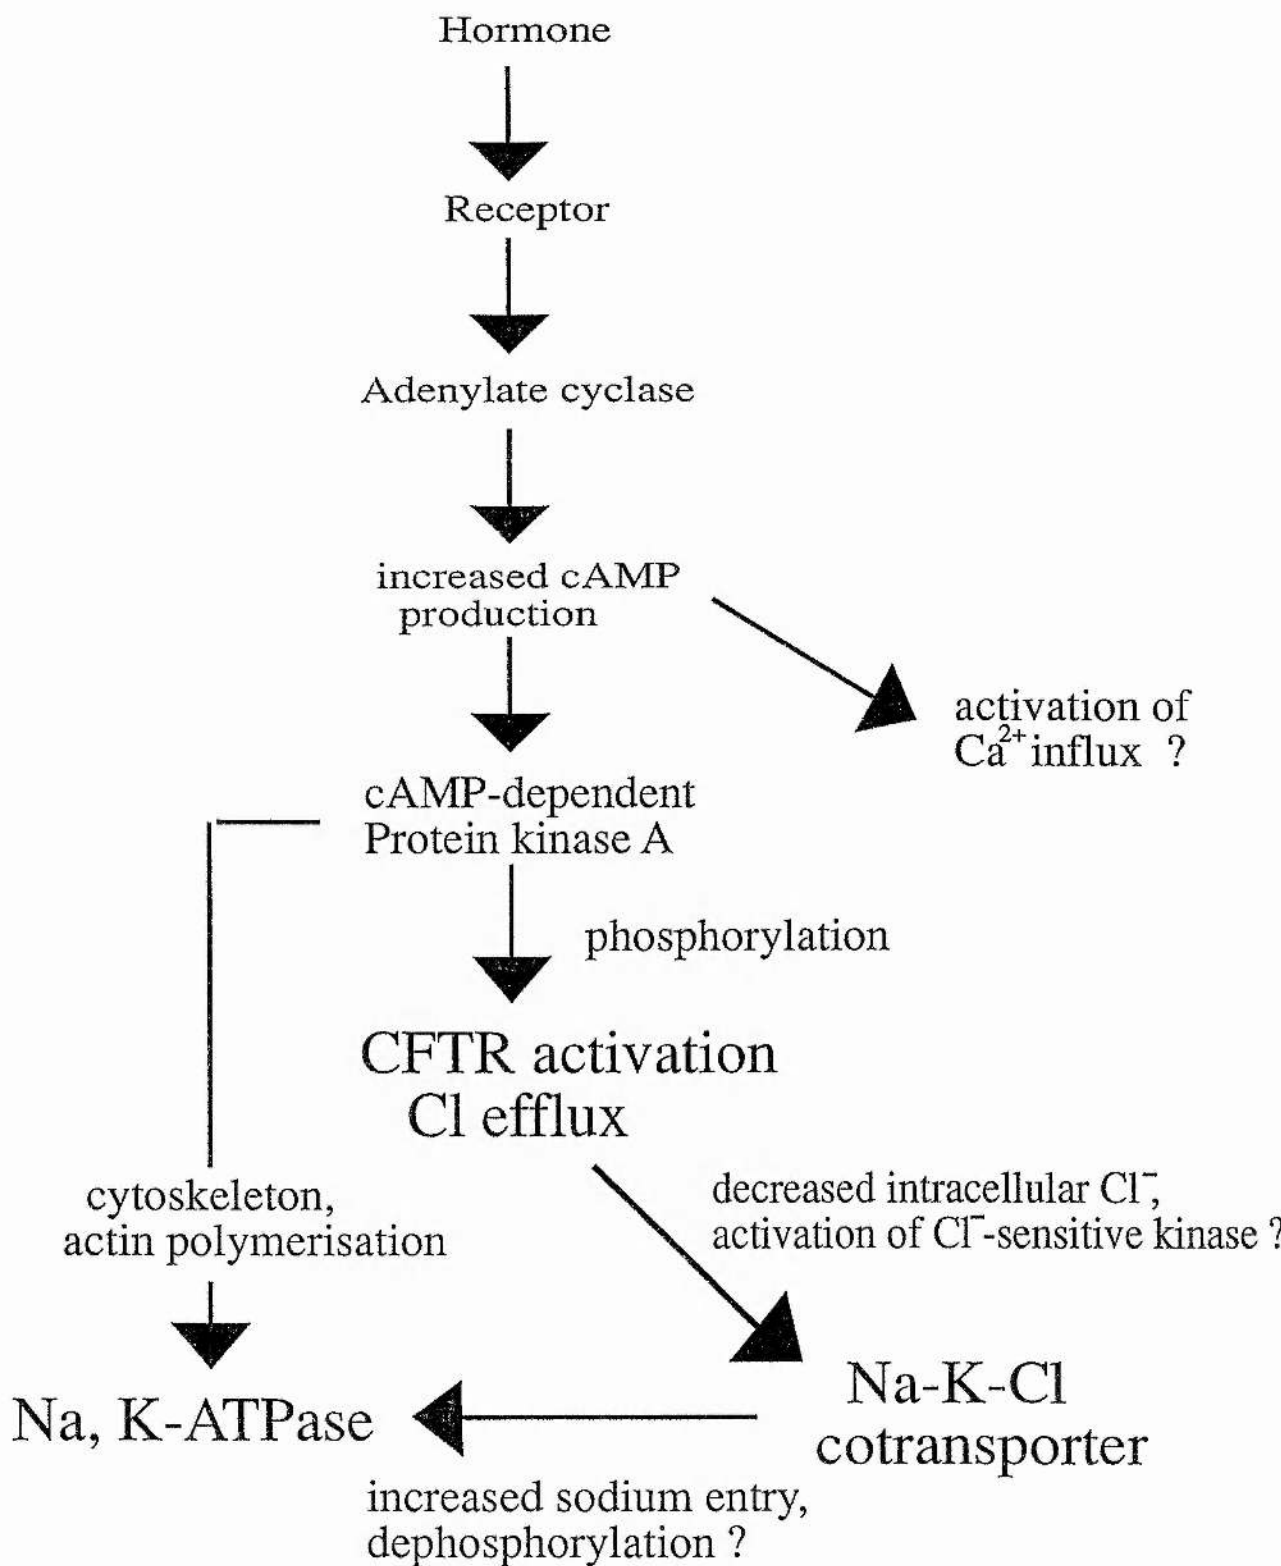 Hormone
Receptor
Adenylate cyclase
increased cAMP
production
activation of
Ca²⁺ influx ?
cAMP-dependent
Protein kinase A
phosphorylation
CFTR activation
Cl efflux
decreased intracellular Cl⁻,
activation of Cl⁻-sensitive kinase ?
cytoskeleton,
actin polymerisation
Na-K-Cl
cotransporter
Na, K-ATPase
increased sodium entry,
dephosphorylation ?